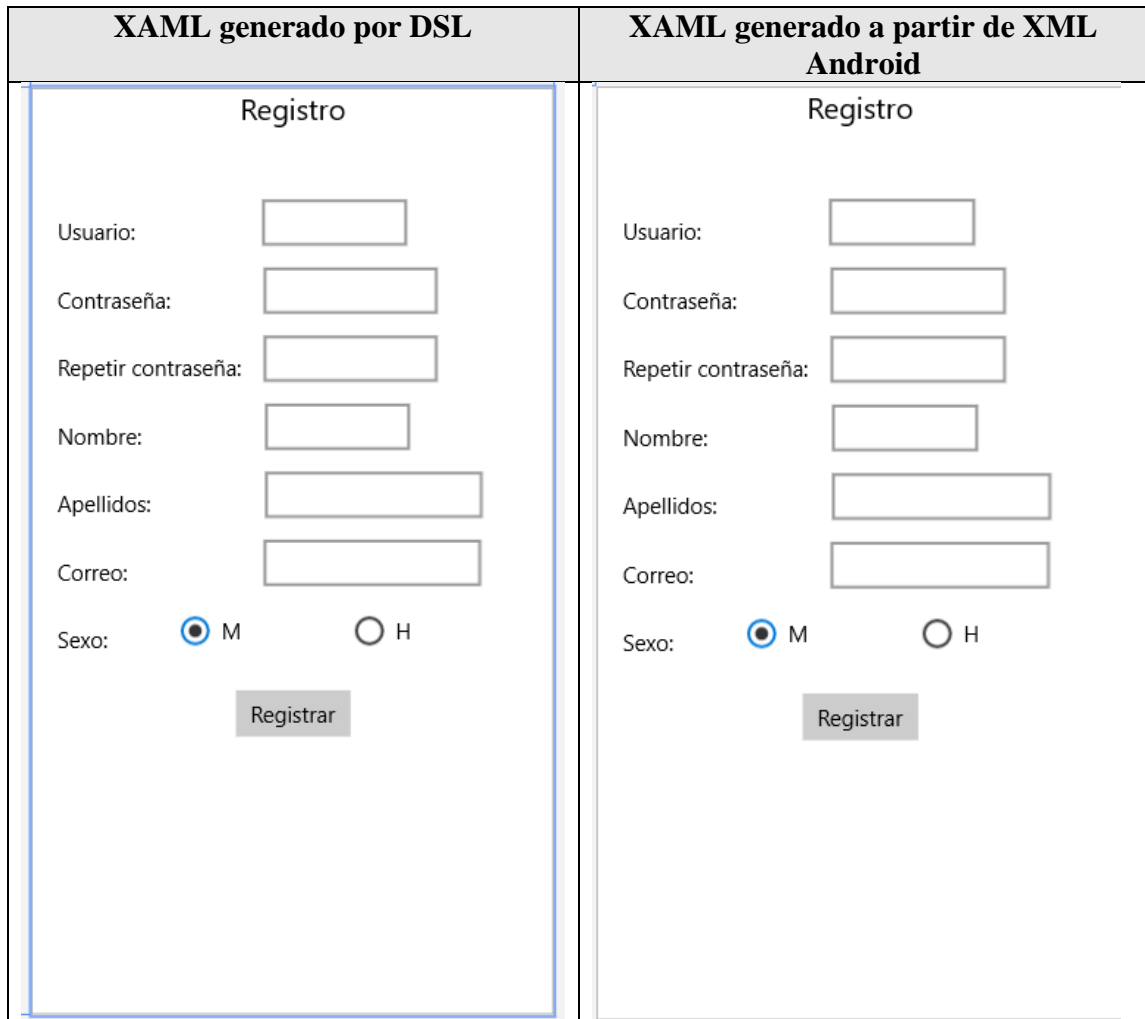 XAML generado por DSL
XAML generado a partir de XML
Android
Registro
Usuario:
Contraseña:
Repetir contraseña:
Nombre:
Apellidos:
Correo:
Sexo:
M
H
Registrar
Registro
Usuario:
Contraseña:
Repetir contraseña:
Nombre:
Apellidos:
Correo:
Sexo:
M
H
Registrar